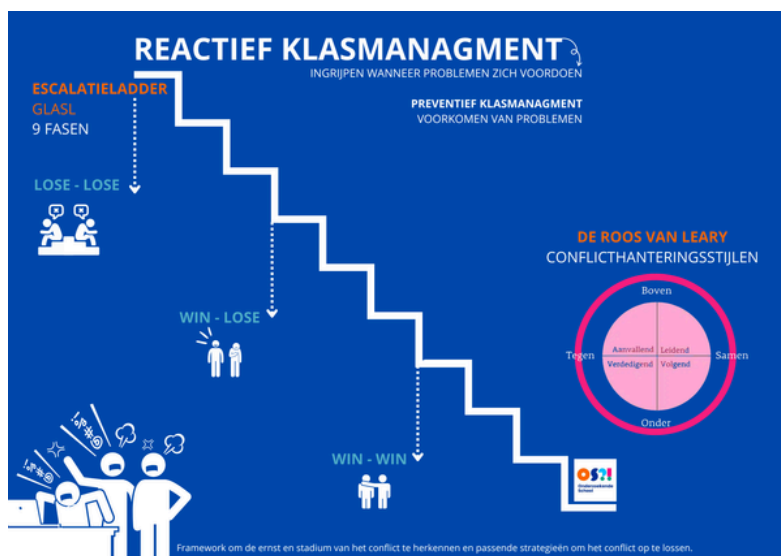 REACTIEF KLASMANAGMENT
INGRIJPEN WANNEER PROBLEMEN ZICH VOORDOEN
ESCALATIELADDER
GLASL
9 FASEN
PREVENTIEF KLASMANAGMENT
VOORKOMEN VAN PROBLEMEN
LOSE - LOSE
DE ROOS VAN LEARY
CONFLICTHANTERINGSSTIJLEN
Boven
WIN - LOSE
Tegen
Aanvallend
Leidend
Samen
Verdedigend
Volgend
Onder
@#&!
WIN - WIN
OS?!
Onderzoekende
School
Framework om de ernst en stadium van het conflict te herkennen en passende strategieën om het conflict op te lossen.